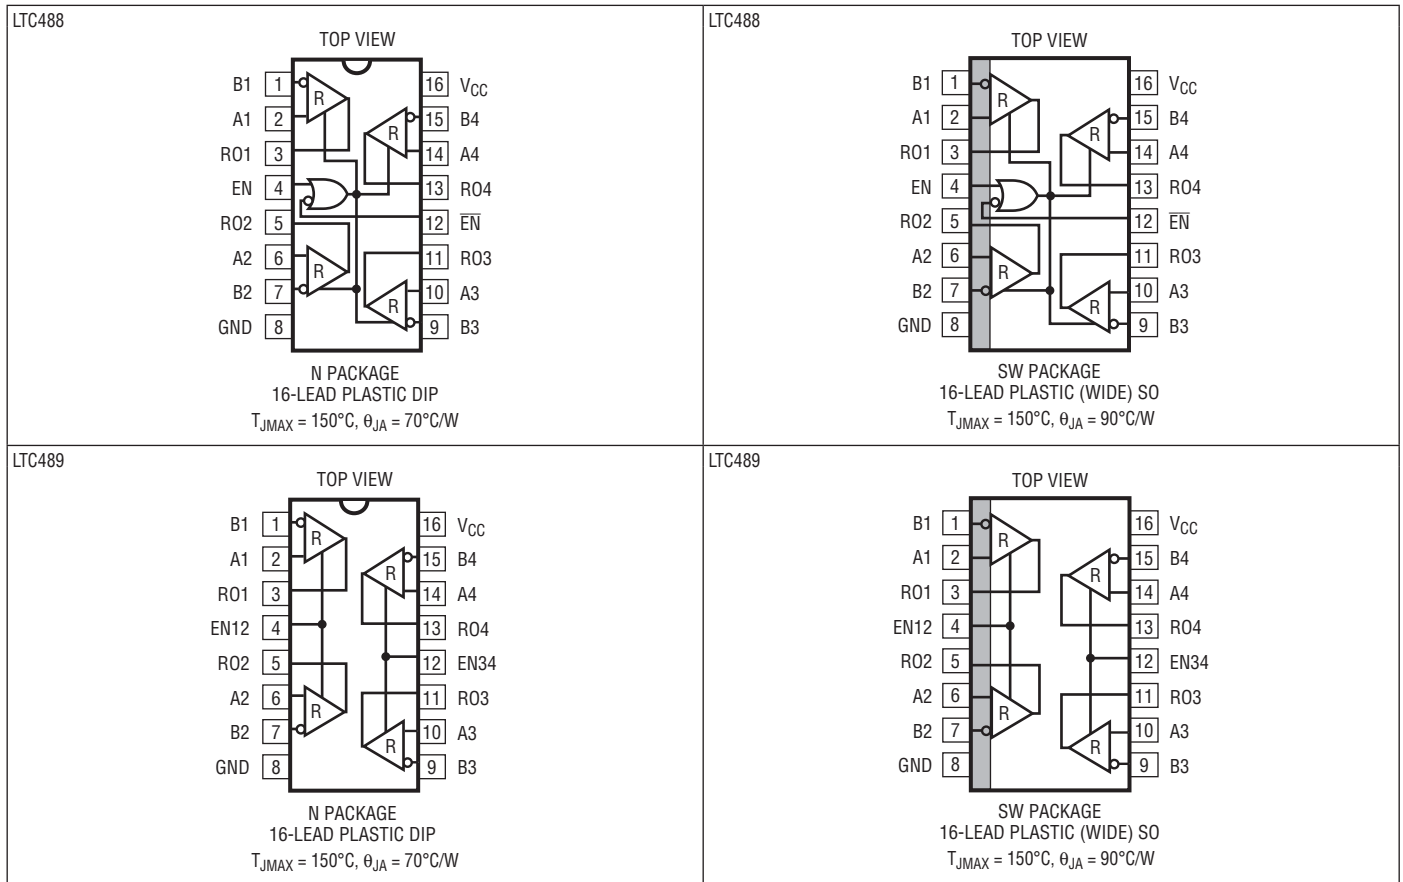 LTC488
TOP VIEW
B1 1 16 VCC
A1 2 15 B4
RO1 3 14 A4
EN 4 13 RO4
RO2 5 12 E̅N̅
A2 6 11 RO3
B2 7 10 A3
GND 8 9 B3
R
R
R
R
N PACKAGE
16-LEAD PLASTIC DIP
TJMAX = 150°C, θJA = 70°C/W
LTC488
TOP VIEW
B1 1 16 VCC
A1 2 15 B4
RO1 3 14 A4
EN 4 13 RO4
RO2 5 12 E̅N̅
A2 6 11 RO3
B2 7 10 A3
GND 8 9 B3
R
R
R
R
SW PACKAGE
16-LEAD PLASTIC (WIDE) SO
TJMAX = 150°C, θJA = 90°C/W
LTC489
TOP VIEW
B1 1 16 VCC
A1 2 15 B4
RO1 3 14 A4
EN12 4 13 RO4
RO2 5 12 EN34
A2 6 11 RO3
B2 7 10 A3
GND 8 9 B3
R
R
R
R
N PACKAGE
16-LEAD PLASTIC DIP
TJMAX = 150°C, θJA = 70°C/W
LTC489
TOP VIEW
B1 1 16 VCC
A1 2 15 B4
RO1 3 14 A4
EN12 4 13 RO4
RO2 5 12 EN34
A2 6 11 RO3
B2 7 10 A3
GND 8 9 B3
R
R
R
R
SW PACKAGE
16-LEAD PLASTIC (WIDE) SO
TJMAX = 150°C, θJA = 90°C/W